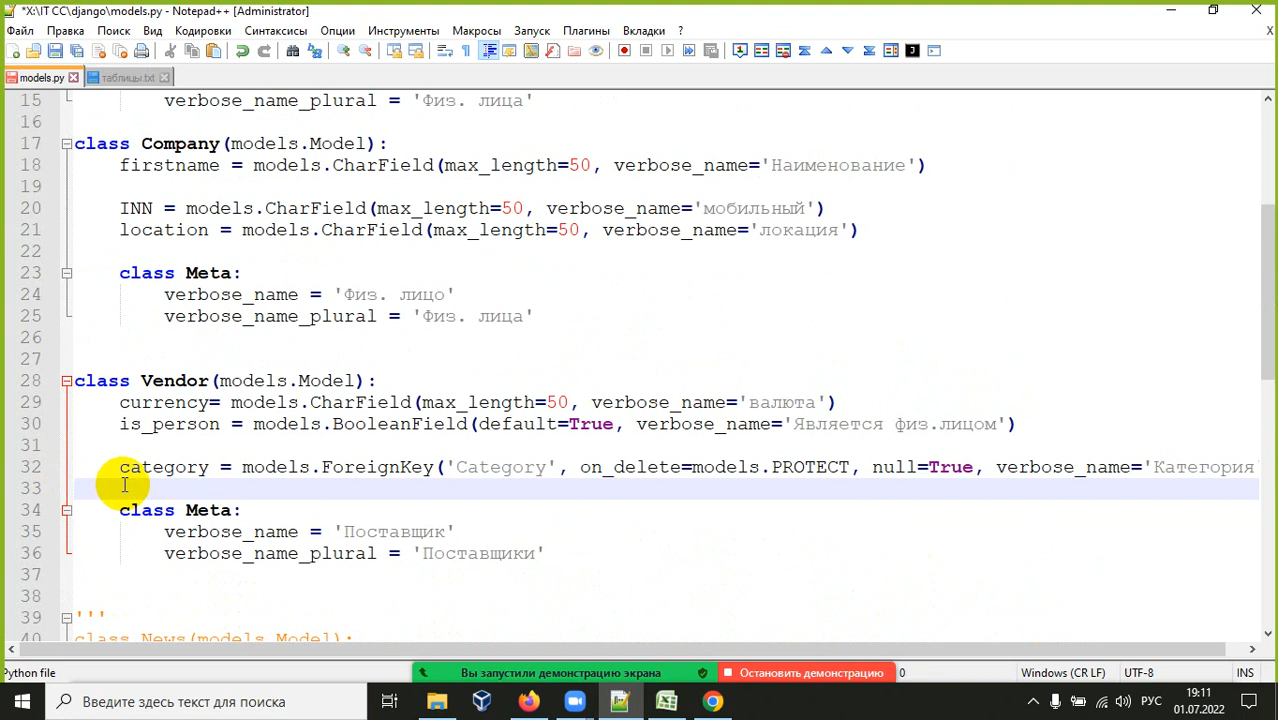 *X:\IT CC\django\models.py - Notepad++ [Administrator]
Файл Правка Поиск Вид Кодировки Синтаксисы Опции Инструменты Макросы Запуск Плагины Вкладки ? X
models.py таблицы.txt
15 verbose_name_plural = 'Физ. лица'
16
17 class Company(models.Model):
18 firstname = models.CharField(max_length=50, verbose_name='Наименование')
19
20 INN = models.CharField(max_length=50, verbose_name='мобильный')
21 location = models.CharField(max_length=50, verbose_name='локация')
22
23 class Meta:
24 verbose_name = 'Физ. лицо'
25 verbose_name_plural = 'Физ. лица'
26
27
28 class Vendor(models.Model):
29 currency= models.CharField(max_length=50, verbose_name='валюта')
30 is_person = models.BooleanField(default=True, verbose_name='Является физ.лицом')
31
32 category = models.ForeignKey('Category', on_delete=models.PROTECT, null=True, verbose_name='Категория'
33
34 class Meta:
35 verbose_name = 'Поставщик'
36 verbose_name_plural = 'Поставщики'
37
38
39 '''
40 class News(models.Model):
Python file Вы запустили демонстрацию экрана Остановить демонстрацию 0 Windows (CR LF) UTF-8 INS
Введите здесь текст для поиска РУС 19:11
01.07.2022